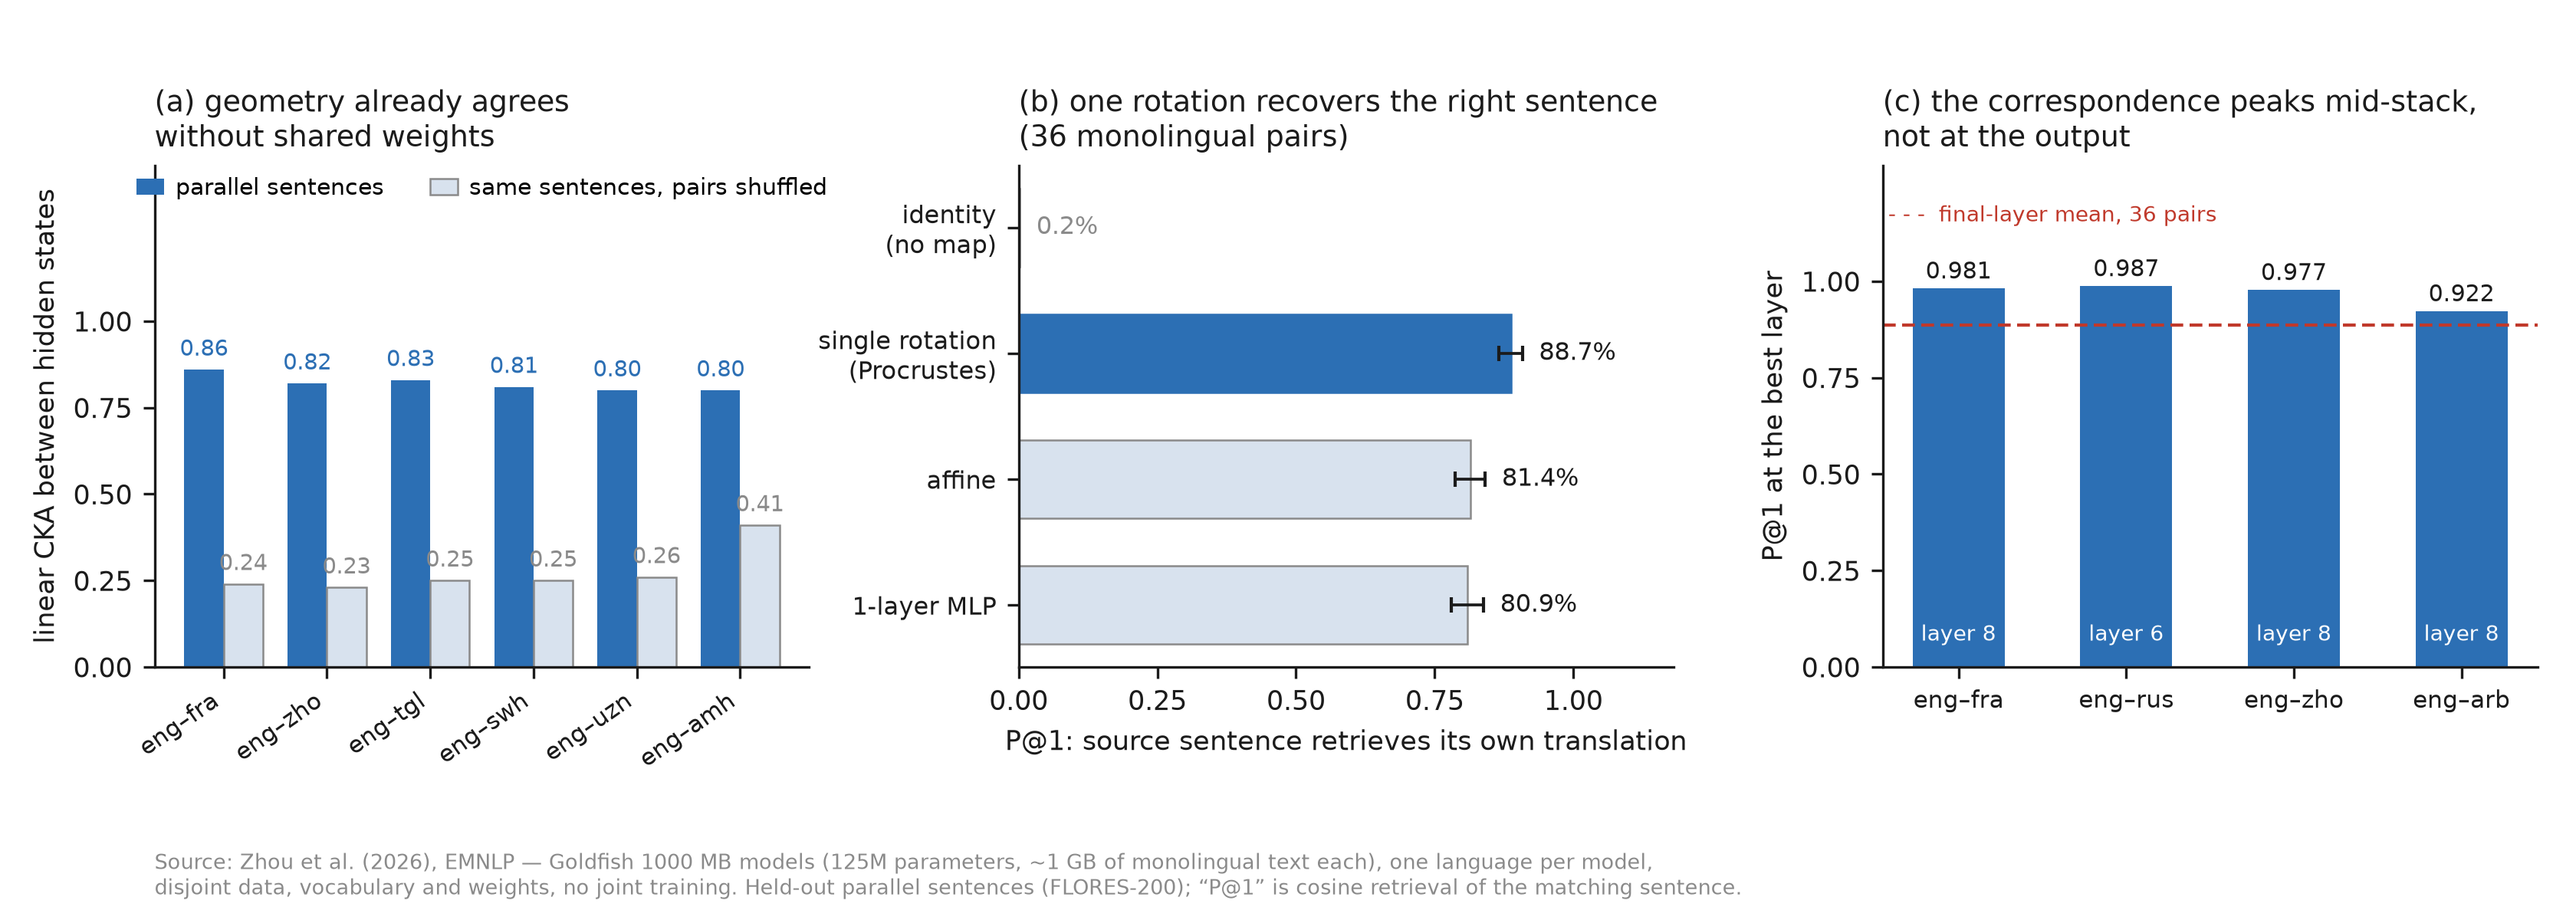 (a) geometry already agrees
without shared weights
parallel sentences
same sentences, pairs shuffled
linear CKA between hidden states
1.00
0.75
0.50
0.25
0.00
0.86
0.82
0.83
0.81
0.80
0.80
0.24
0.23
0.25
0.25
0.26
0.41
eng–fra
eng–zho
eng–tgl
eng–swh
eng–uzn
eng–amh
(b) one rotation recovers the right sentence
(36 monolingual pairs)
identity
(no map)
0.2%
single rotation
(Procrustes)
88.7%
affine
81.4%
1-layer MLP
80.9%
0.00
0.25
0.50
0.75
1.00
P@1: source sentence retrieves its own translation
(c) the correspondence peaks mid-stack,
not at the output
final-layer mean, 36 pairs
P@1 at the best layer
1.00
0.75
0.50
0.25
0.00
0.981
0.987
0.977
0.922
layer 8
layer 6
layer 8
layer 8
eng–fra
eng–rus
eng–zho
eng–arb
Source: Zhou et al. (2026), EMNLP — Goldfish 1000 MB models (125M parameters, ~1 GB of monolingual text each), one language per model,
disjoint data, vocabulary and weights, no joint training. Held-out parallel sentences (FLORES-200); “P@1” is cosine retrieval of the matching sentence.